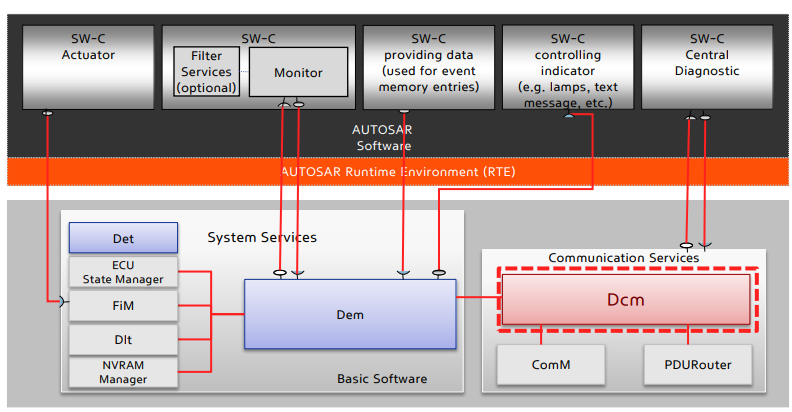 SW-C
Actuator
SW-C
Filter
Services
(optional)
Monitor
SW-C
providing data
(used for event
memory entries)
SW-C
controlling
indicator
(e.g. lamps, text
message, etc.)
SW-C
Central
Diagnostic
AUTOSAR
Software
AUTOSAR Runtime Environment (RTE)
Det
System Services
ECU
State Manager
FiM
Dlt
NVRAM
Manager
Dem
Basic Software
Communication Services
Dcm
ComM
PDURouter